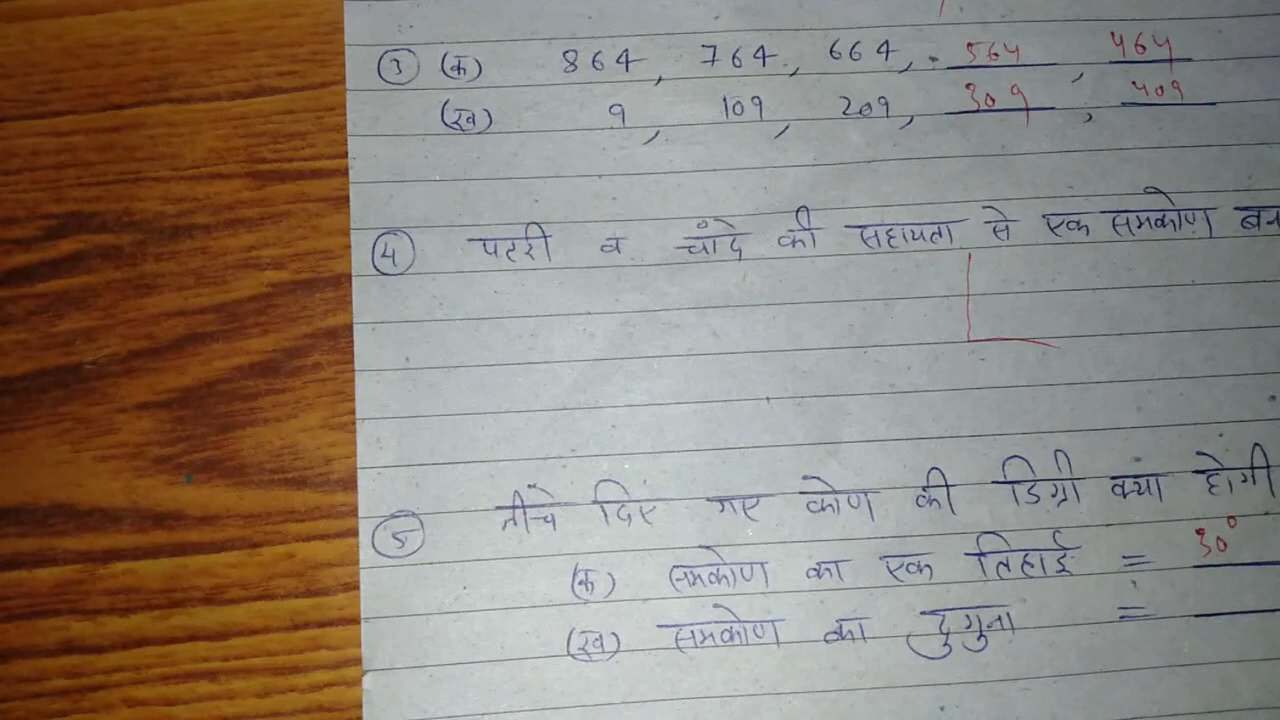 ③ (क) 864, 764, 664, 564, 464
(ख) 9, 109, 209, 309, 409
④ पटरी व चाँदे की सहायता से एक समकोण
⑤ नीचे दिए गए कोण की डिग्री क्या होगी
(क) समकोण का एक तिहाई = 30°
(ख) समकोण का दुगुना =